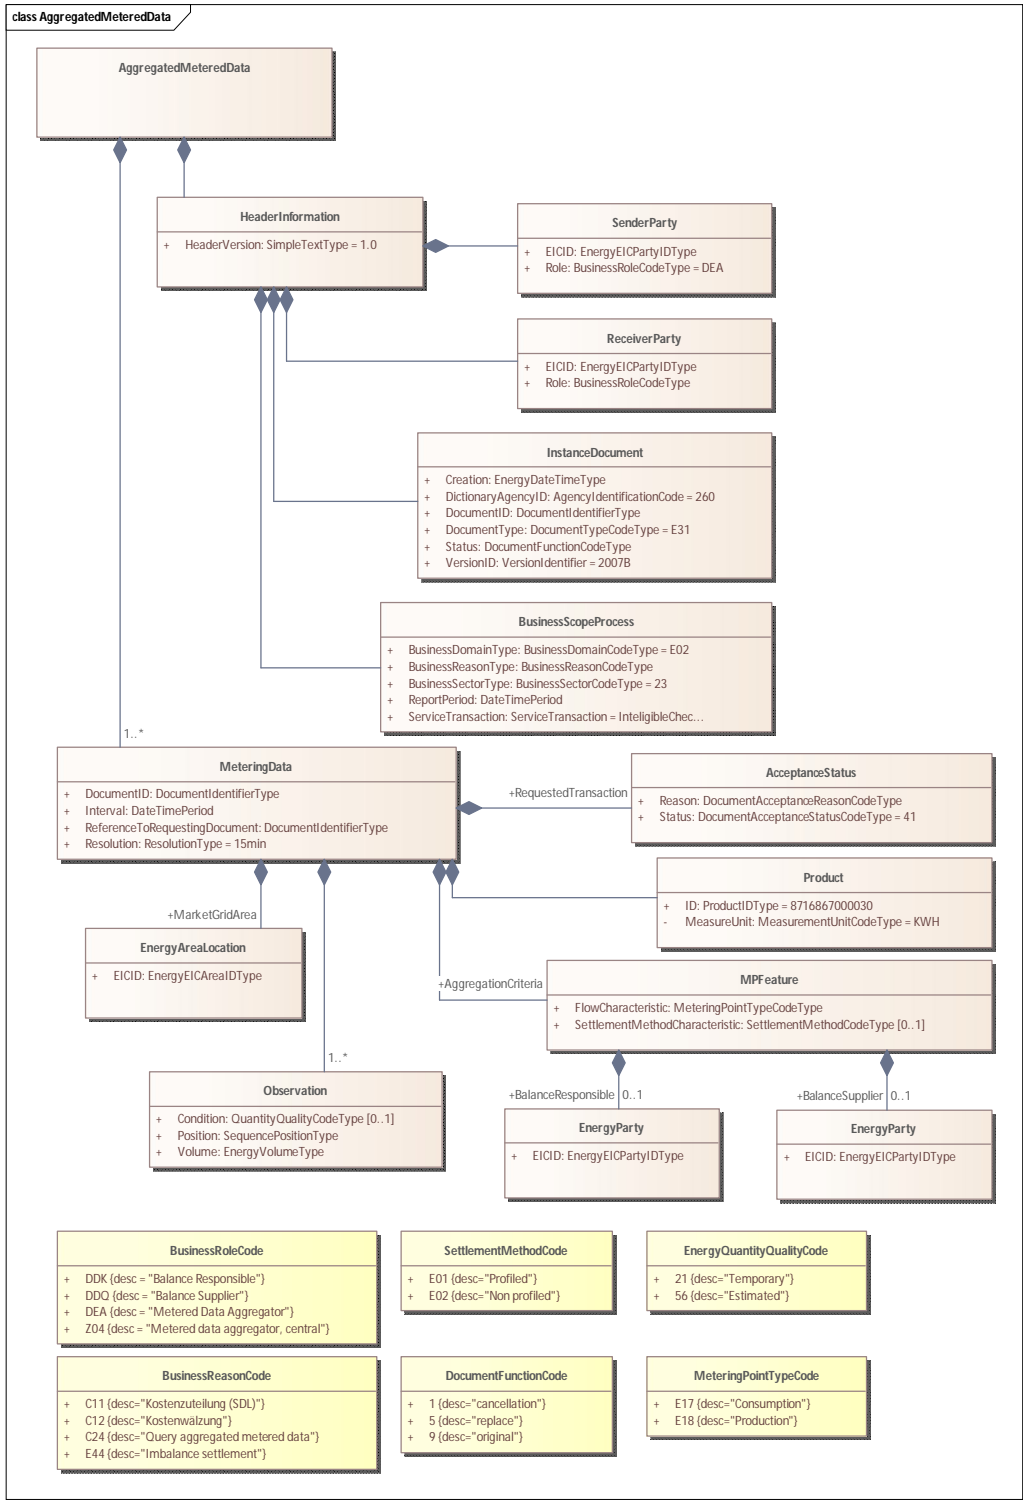 class AggregatedMeteredData
AggregatedMeteredData
HeaderInformation
+ HeaderVersion: SimpleTextType = 1.0
SenderParty
+ EICID: EnergyEICPartyIDType
+ Role: BusinessRoleCodeType = DEA
ReceiverParty
+ EICID: EnergyEICPartyIDType
+ Role: BusinessRoleCodeType
InstanceDocument
+ Creation: EnergyDateTimeType
+ DictionaryAgencyID: AgencyIdentificationCode = 260
+ DocumentID: DocumentIdentifierType
+ DocumentType: DocumentTypeCodeType = E31
+ Status: DocumentFunctionCodeType
+ VersionID: VersionIdentifier = 2007B
BusinessScopeProcess
+ BusinessDomainType: BusinessDomainCodeType = E02
+ BusinessReasonType: BusinessReasonCodeType
+ BusinessSectorType: BusinessSectorCodeType = 23
+ ReportPeriod: DateTimePeriod
+ ServiceTransaction: ServiceTransaction = InteligibleChec...
1..*
MeteringData
+ DocumentID: DocumentIdentifierType
+ Interval: DateTimePeriod
+ ReferenceToRequestingDocument: DocumentIdentifierType
+ Resolution: ResolutionType = 15min
+RequestedTransaction
AcceptanceStatus
+ Reason: DocumentAcceptanceReasonCodeType
+ Status: DocumentAcceptanceStatusCodeType = 41
Product
+ ID: ProductIDType = 8716867000030
- MeasureUnit: MeasurementUnitCodeType = KWH
+MarketGridArea
EnergyAreaLocation
+ EICID: EnergyEICAreaIDType
+AggregationCriteria
MPFeature
+ FlowCharacteristic: MeteringPointTypeCodeType
+ SettlementMethodCharacteristic: SettlementMethodCodeType [0..1]
1..*
Observation
+ Condition: QuantityQualityCodeType [0..1]
+ Position: SequencePositionType
+ Volume: EnergyVolumeType
+BalanceResponsible 0..1
EnergyParty
+ EICID: EnergyEICPartyIDType
+BalanceSupplier 0..1
EnergyParty
+ EICID: EnergyEICPartyIDType
BusinessRoleCode
+ DDK {desc = "Balance Responsible"}
+ DDQ {desc = "Balance Supplier"}
+ DEA {desc = "Metered Data Aggregator"}
+ Z04 {desc = "Metered data aggregator, central"}
SettlementMethodCode
+ E01 {desc="Profiled"}
+ E02 {desc="Non profiled"}
EnergyQuantityQualityCode
+ 21 {desc="Temporary"}
+ 56 {desc="Estimated"}
BusinessReasonCode
+ C11 {desc="Kostenzuteilung (SDL)"}
+ C12 {desc="Kostenwälzung"}
+ C24 {desc="Query aggregated metered data"}
+ E44 {desc="Imbalance settlement"}
DocumentFunctionCode
+ 1 {desc="cancellation"}
+ 5 {desc="replace"}
+ 9 {desc="original"}
MeteringPointTypeCode
+ E17 {desc="Consumption"}
+ E18 {desc="Production"}